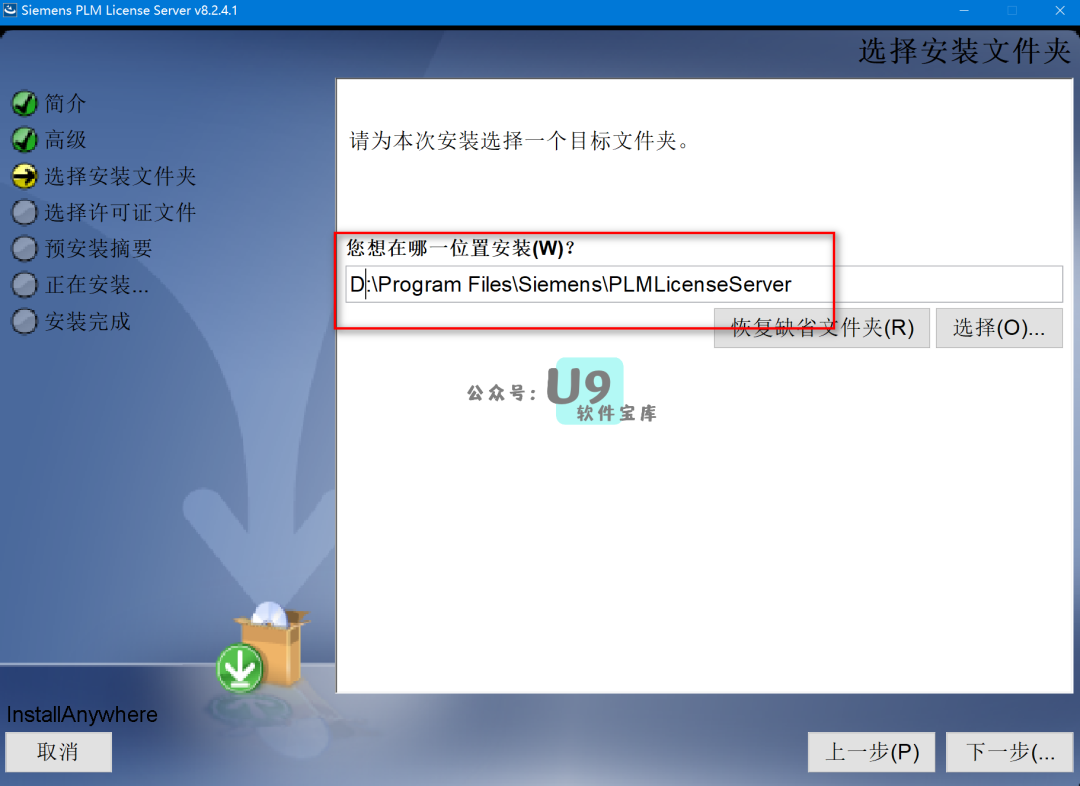 Siemens PLM License Server v8.2.4.1
选择安装文件夹
简介
高级
选择安装文件夹
选择许可证文件
预安装摘要
正在安装...
安装完成
请为本次安装选择一个目标文件夹。
您想在哪一位置安装(W)?
D:\Program Files\Siemens\PLMLicenseServer
恢复缺省文件夹(R)
选择(O)...
公众号:
U9
软件宝库
InstallAnywhere
取消
上一步(P)
下一步(...